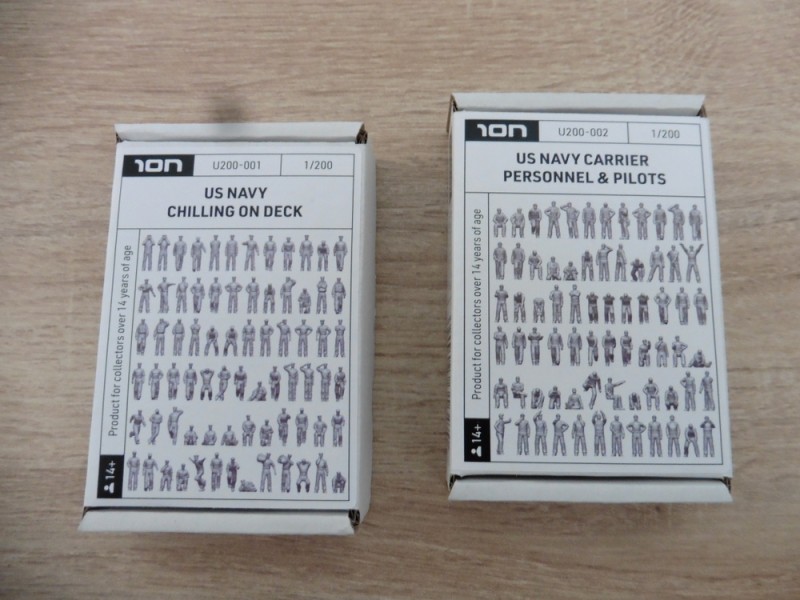 ION
U200-001
1/200
US NAVY
CHILLING ON DECK
Product for collectors over 14 years of age
14+
ION
U200-002
1/200
US NAVY CARRIER
PERSONNEL & PILOTS
Product for collectors over 14 years of age
14+